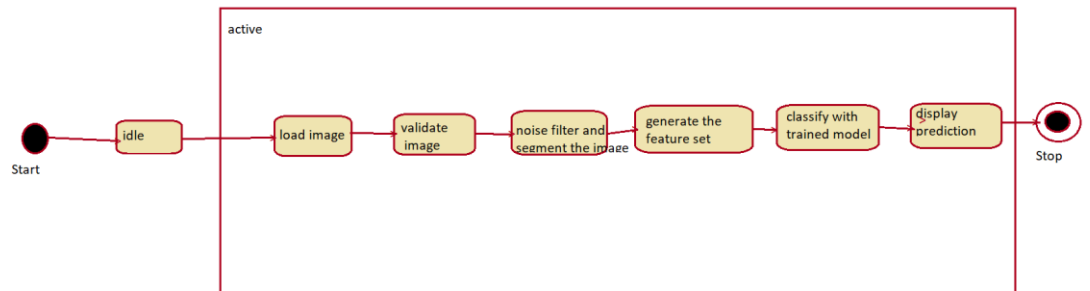 active
Start
idle
load image
validate
image
noise filter and
segment the image
generate the
feature set
classify with
trained model
display
prediction
Stop